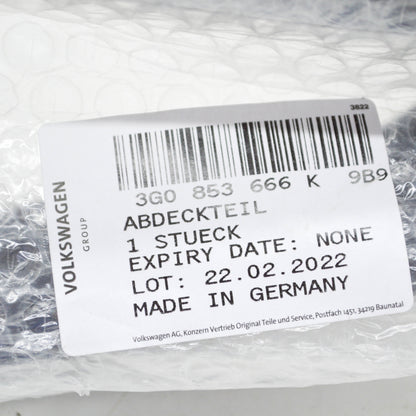 3822
VOLKSWAGEN
GROUP
3G0 853 666 K 9B9
ABDECKTEIL
1 STUECK
EXPIRY DATE: NONE
LOT: 22.02.2022
MADE IN GERMANY
Volkswagen AG, Konzern Vertrieb Original Teile und Service, Postfach 1451, 34219 Baunatal